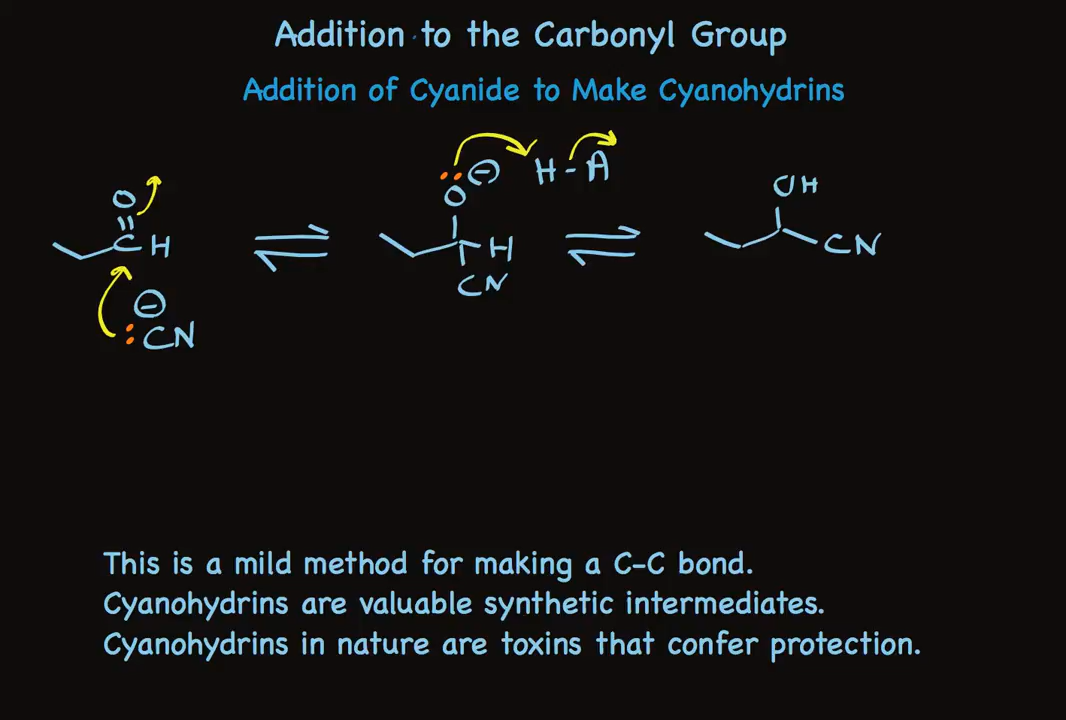 Addition to the Carbonyl Group
Addition of Cyanide to Make Cyanohydrins
O
C H
⊖
:CN
⊖
O
H
CN
H-A
OH
CN
This is a mild method for making a C-C bond.
Cyanohydrins are valuable synthetic intermediates.
Cyanohydrins in nature are toxins that confer protection.